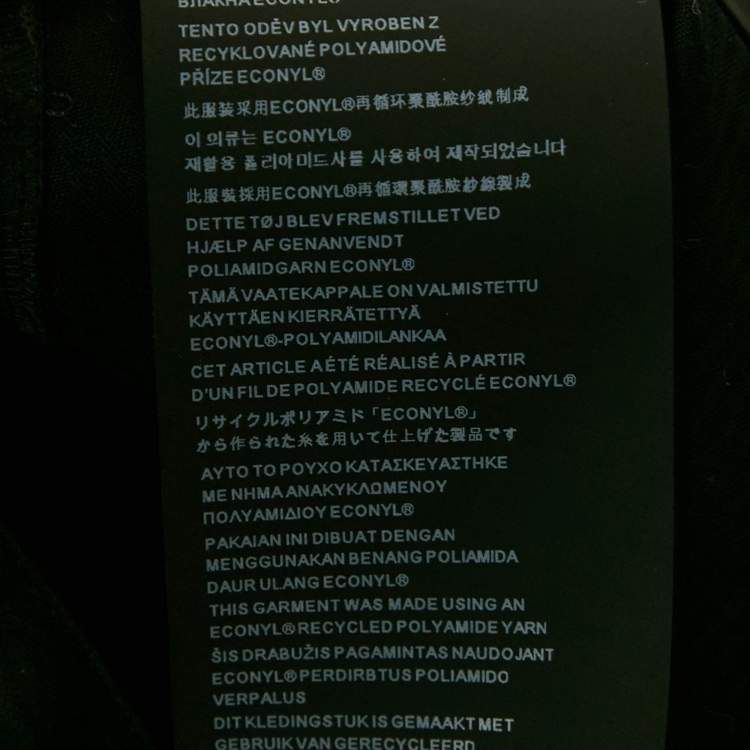 ВЛАКНА ECONYL®
TENTO ODĚV BYL VYROBEN Z
RECYKLOVANÉ POLYAMIDOVÉ
PŘÍZE ECONYL®
此服装采用ECONYL®再循环聚酰胺纱绒制成
이 의류는 ECONYL®
재활용 폴리아미드사를 사용하여 제작되었습니다
此服裝採用ECONYL®再循環聚酰胺紗線製成
DETTE TØJ BLEV FREMSTILLET VED
HJÆLP AF GENANVENDT
POLIAMIDGARN ECONYL®
TÄMÄ VAATEKAPPALE ON VALMISTETTU
KÄYTTÄEN KIERRÄTETTYÄ
ECONYL®-POLYAMIDILANKAA
CET ARTICLE A ÉTÉ RÉALISÉ À PARTIR
D'UN FIL DE POLYAMIDE RECYCLÉ ECONYL®
リサイクルポリアミド「ECONYL®」
から作られた糸を用いて仕上げた製品です
ΑΥΤΟ ΤΟ ΡΟΥΧΟ ΚΑΤΑΣΚΕΥΑΣΤΗΚΕ
ΜΕ ΝΗΜΑ ΑΝΑΚΥΚΛΩΜΕΝΟΥ
ΠΟΛΥΑΜΙΔΙΟΥ ECONYL®
PAKAIAN INI DIBUAT DENGAN
MENGGUNAKAN BENANG POLIAMIDA
DAUR ULANG ECONYL®
THIS GARMENT WAS MADE USING AN
ECONYL® RECYCLED POLYAMIDE YARN
ŠIS DRABUŽIS PAGAMINTAS NAUDOJANT
ECONYL® PERDIRBTUS POLIAMIDO
VERPALUS
DIT KLEDINGSTUK IS GEMAAKT MET
GEBRUIK VAN GERECYCLEERD